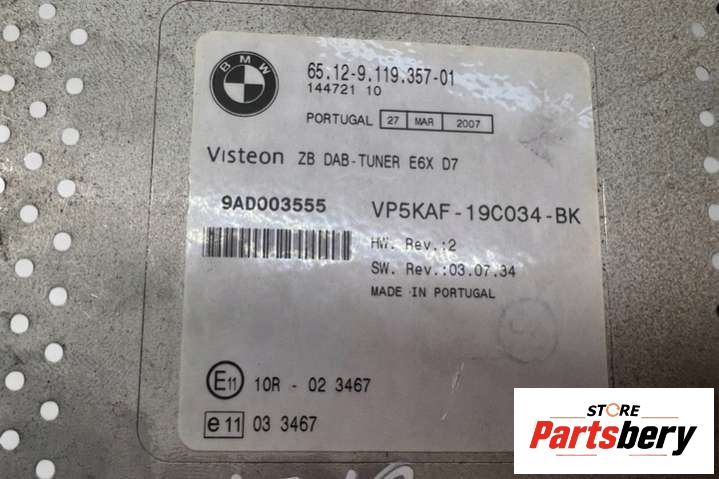 BMW
65.12-9.119.357-01
144721 10
PORTUGAL 27 MAR 2007
Visteon ZB DAB-TUNER E6X D7
9AD003555
VP5KAF-19C034-BK
HW. Rev.:2
SW. Rev.:03.07.34
MADE IN PORTUGAL
E11 10R - 02 3467
e 11 03 3467
STORE
Partsbery